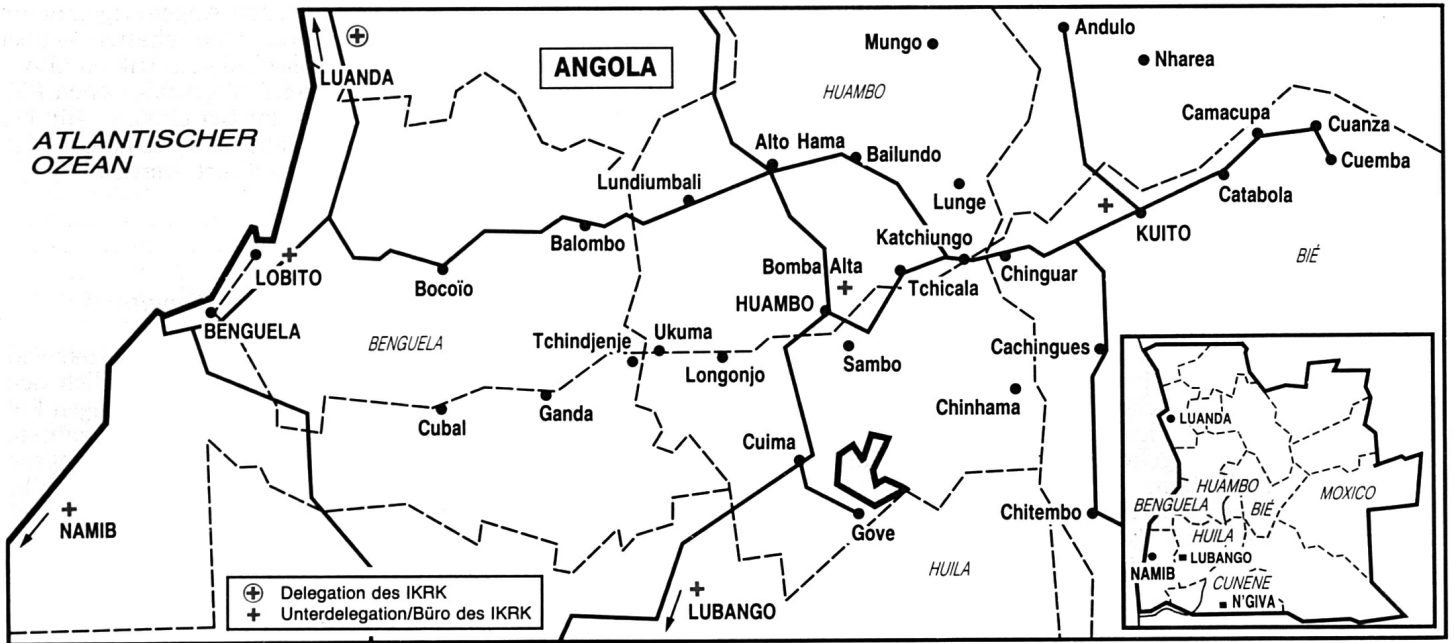 ANGOLA
LUANDA
ATLANTISCHER
OZEAN
HUAMBO
Mungo
Andulo
Nharea
Camacupa
Cuanza
Cuemba
Catabola
Alto Hama
Bailundo
Lundiumbali
Lunge
Balombo
Katchiungo
KUITO
BIÉ
LOBITO
Bocoïo
Bomba Alta
Tchicala
Chinguar
HUAMBO
BENGUELA
BENGUELA
Tchindjenje
Ukuma
Longonjo
Sambo
Cachingues
Chinhama
Cubal
Ganda
Cuima
Gove
Chitembo
NAMIB
HUILA
LUBANGO
Delegation des IKRK
Unterdelegation/Büro des IKRK
LUANDA
HUAMBO
BENGUELA
BIÉ
MOXICO
HUILA
LUBANGO
NAMIB
CUNENE
N'GIVA